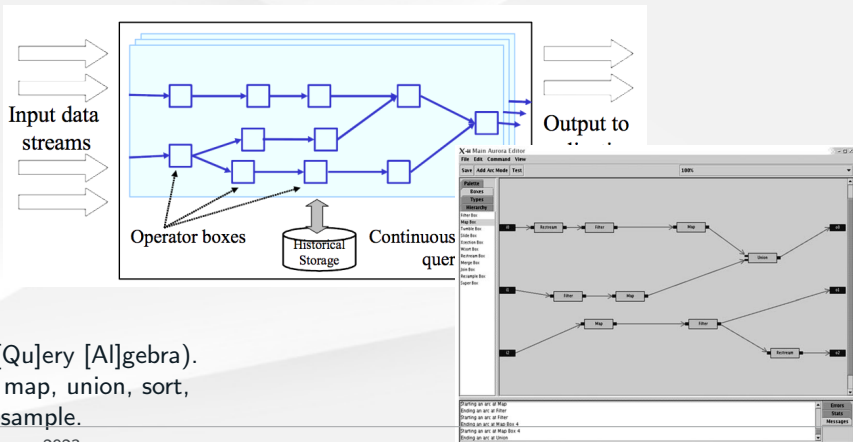 Input data
streams
Output to
Operator boxes
Historical
Storage
Continuous
quer
Qu]ery [Al]gebra).
map, union, sort,
sample.
Main Aurora Editor
File Edit Command View
Save Add Arc Mode Test
100%
Palette
Boxes
Types
Hierarchy
Filter Box
Map Box
Tumble Box
Slide Box
XSection Box
WSort Box
Restream Box
Merge Box
Join Box
Resample Box
Super Box
Restream
Filter
Map
Union
Filter
Map
Map
Filter
Restream
Starting an arc at Map
Ending an arc at Filter
Starting an arc at Filter
Ending an arc at Map Box 4
Starting an arc at Map Box 4
Ending an arc at Union
Errors
Stats
Messages